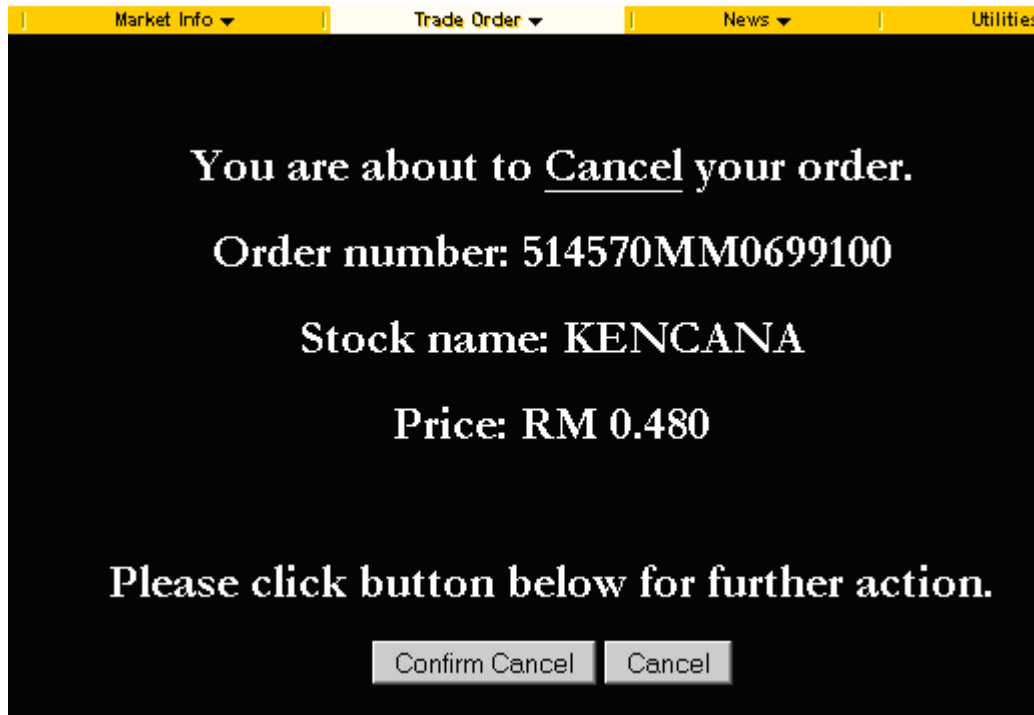 Market Info Trade Order News Utilities
You are about to Cancel your order.
Order number: 514570MM0699100
Stock name: KENCANA
Price: RM 0.480
Please click button below for further action.
Confirm Cancel Cancel